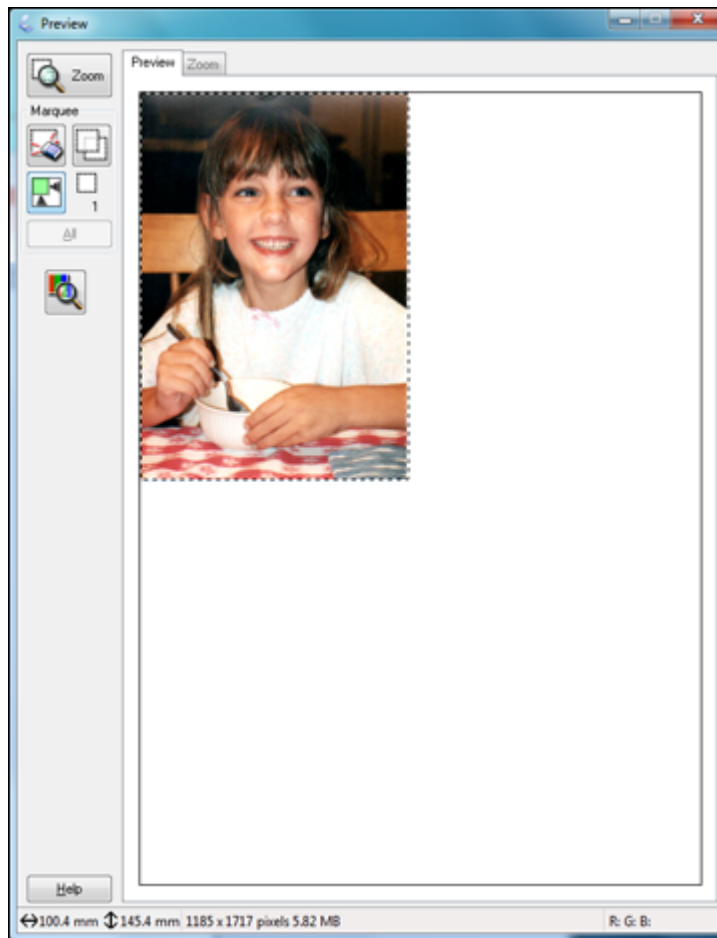 Preview
Zoom
Marquee
1
All
Help
Preview
Zoom
100.4 mm 145.4 mm 1185 x 1717 pixels 5.82 MB
R: G: B: